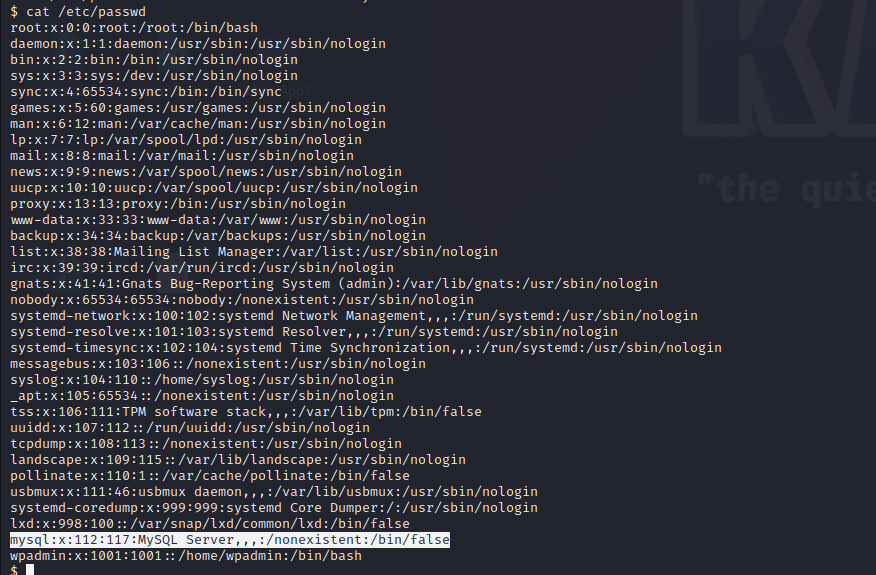 $ cat /etc/passwd
root:x:0:0:root:/root:/bin/bash
daemon:x:1:1:daemon:/usr/sbin:/usr/sbin/nologin
bin:x:2:2:bin:/bin:/usr/sbin/nologin
sys:x:3:3:sys:/dev:/usr/sbin/nologin
sync:x:4:65534:sync:/bin:/bin/sync
games:x:5:60:games:/usr/games:/usr/sbin/nologin
man:x:6:12:man:/var/cache/man:/usr/sbin/nologin
lp:x:7:7:lp:/var/spool/lpd:/usr/sbin/nologin
mail:x:8:8:mail:/var/mail:/usr/sbin/nologin
news:x:9:9:news:/var/spool/news:/usr/sbin/nologin
uucp:x:10:10:uucp:/var/spool/uucp:/usr/sbin/nologin
proxy:x:13:13:proxy:/bin:/usr/sbin/nologin
www-data:x:33:33:www-data:/var/www:/usr/sbin/nologin
backup:x:34:34:backup:/var/backups:/usr/sbin/nologin
list:x:38:38:Mailing List Manager:/var/list:/usr/sbin/nologin
irc:x:39:39:ircd:/var/run/ircd:/usr/sbin/nologin
gnats:x:41:41:Gnats Bug-Reporting System (admin):/var/lib/gnats:/usr/sbin/nologin
nobody:x:65534:65534:nobody:/nonexistent:/usr/sbin/nologin
systemd-network:x:100:102:systemd Network Management,,,:/run/systemd:/usr/sbin/nologin
systemd-resolve:x:101:103:systemd Resolver,,,:/run/systemd:/usr/sbin/nologin
systemd-timesync:x:102:104:systemd Time Synchronization,,,:/run/systemd:/usr/sbin/nologin
messagebus:x:103:106::/nonexistent:/usr/sbin/nologin
syslog:x:104:110::/home/syslog:/usr/sbin/nologin
_apt:x:105:65534::/nonexistent:/usr/sbin/nologin
tss:x:106:111:TPM software stack,,,:/var/lib/tpm:/bin/false
uuidd:x:107:112::/run/uuidd:/usr/sbin/nologin
tcpdump:x:108:113::/nonexistent:/usr/sbin/nologin
landscape:x:109:115::/var/lib/landscape:/usr/sbin/nologin
pollinate:x:110:1::/var/cache/pollinate:/bin/false
usbmux:x:111:46:usbmux daemon,,,:/var/lib/usbmux:/usr/sbin/nologin
systemd-coredump:x:999:999:systemd Core Dumper:/:/usr/sbin/nologin
lxd:x:998:100::/var/snap/lxd/common/lxd:/bin/false
mysql:x:112:117:MySQL Server,,,:/nonexistent:/bin/false
wpadmin:x:1001:1001::/home/wpadmin:/bin/bash
$
"the